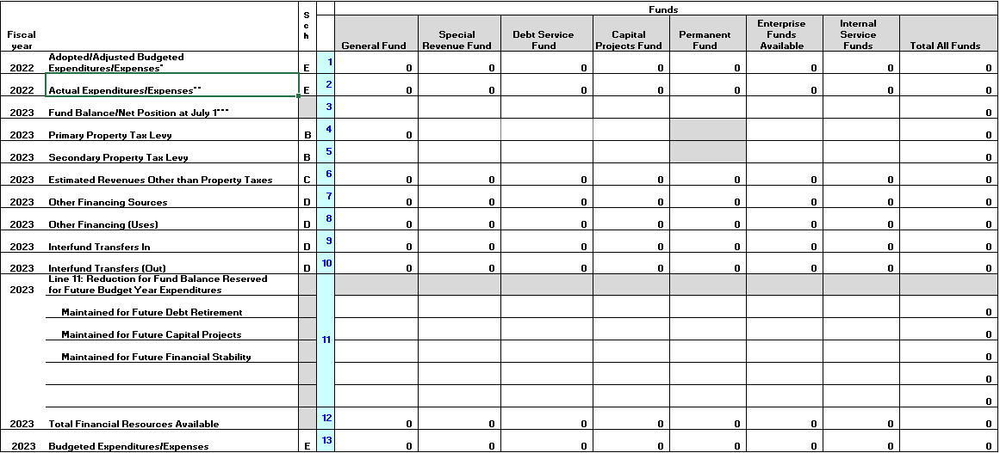 Funds
Fiscal year Sch General Fund Special Revenue Fund Debt Service Fund Capital Projects Fund Permanent Fund Enterprise Funds Available Internal Service Funds Total All Funds
2022 Adopted/Adjusted Budgeted Expenditures/Expenses* E 1 0 0 0 0 0 0 0 0
2022 Actual Expenditures/Expenses** E 2 0 0 0 0 0 0 0 0
2023 Fund Balance/Net Position at July 1*** 3 0
2023 Primary Property Tax Levy B 4 0 0
2023 Secondary Property Tax Levy B 5 0
2023 Estimated Revenues Other than Property Taxes C 6 0 0 0 0 0 0 0 0
2023 Other Financing Sources D 7 0 0 0 0 0 0 0 0
2023 Other Financing (Uses) D 8 0 0 0 0 0 0 0 0
2023 Interfund Transfers In D 9 0 0 0 0 0 0 0 0
2023 Interfund Transfers (Out) D 10 0 0 0 0 0 0 0 0
2023 Line 11: Reduction for Fund Balance Reserved for Future Budget Year Expenditures
Maintained for Future Debt Retirement 0
11
Maintained for Future Capital Projects 0
Maintained for Future Financial Stability 0
0
0
2023 Total Financial Resources Available 12 0 0 0 0 0 0 0 0
2023 Budgeted Expenditures/Expenses E 13 0 0 0 0 0 0 0 0